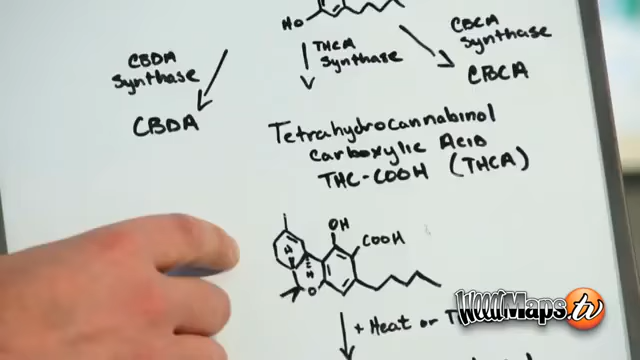 HO
CBDA
Synthase
CBDA
THCA
Synthase
CBCA
Synthase
CBCA
Tetrahydrocannabinol
Carboxylic Acid
THC-COOH (THCA)
OH
COOH
H
H
O
+ Heat or
WeedMaps.tv